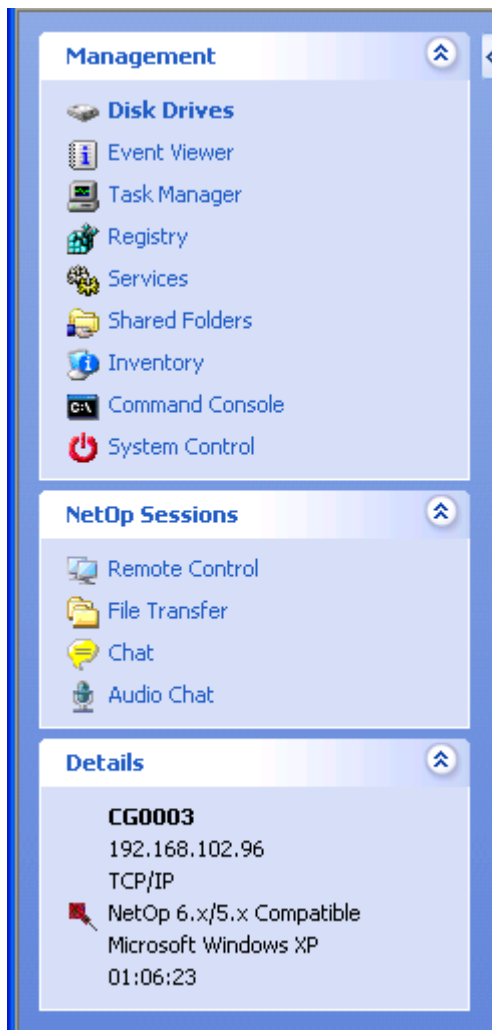 Management
Disk Drives
Event Viewer
Task Manager
Registry
Services
Shared Folders
Inventory
C:\ Command Console
System Control
NetOp Sessions
Remote Control
File Transfer
Chat
Audio Chat
Details
CG0003
192.168.102.96
TCP/IP
NetOp 6.x/5.x Compatible
Microsoft Windows XP
01:06:23